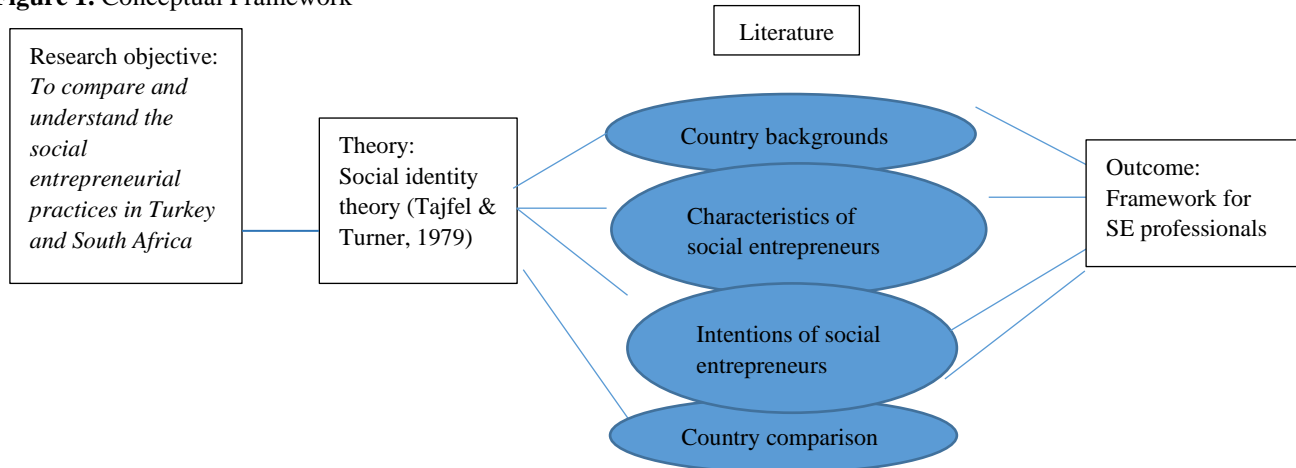 Figure 1. Conceptual Framework
Literature
Research objective:
To compare and
understand the
social
entrepreneurial
practices in Turkey
and South Africa
Theory:
Social identity
theory (Tajfel &
Turner, 1979)
Country backgrounds
Characteristics of
social entrepreneurs
Intentions of social
entrepreneurs
Country comparison
Outcome:
Framework for
SE professionals